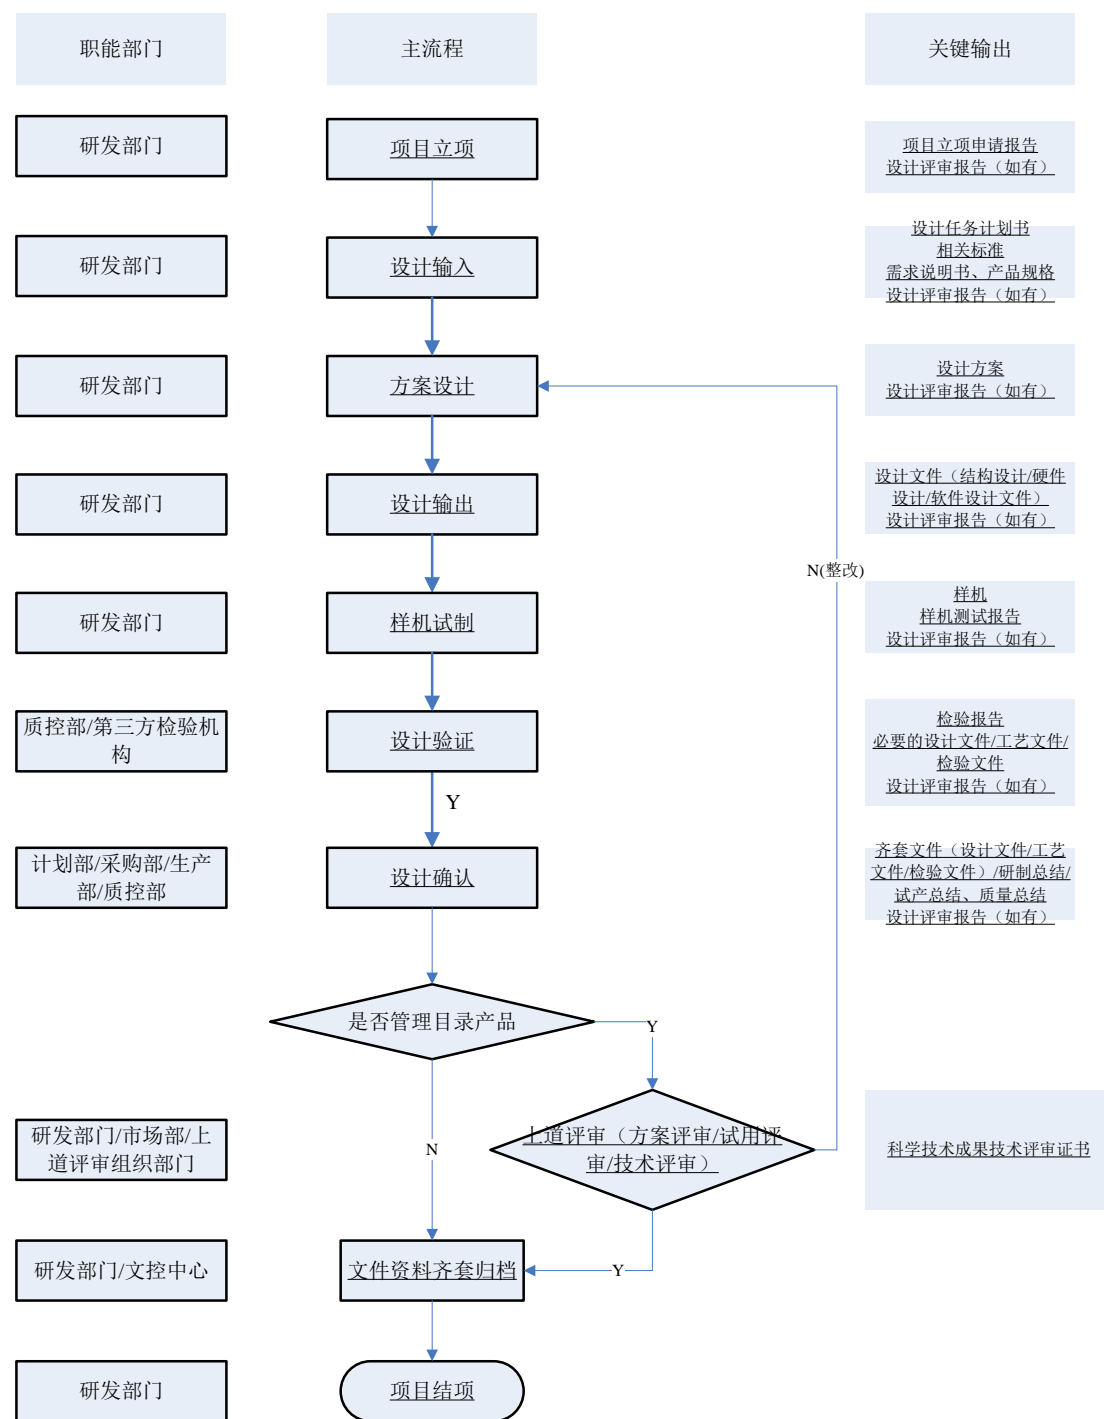 职能部门
主流程
关键输出
研发部门
项目立项
项目立项申请报告
设计评审报告（如有）
研发部门
设计输入
设计任务计划书
相关标准
需求说明书、产品规格
设计评审报告（如有）
研发部门
方案设计
设计方案
设计评审报告（如有）
研发部门
设计输出
设计文件（结构设计/硬件
设计/软件设计文件）
设计评审报告（如有）
N(整改)
研发部门
样机试制
样机
样机测试报告
设计评审报告（如有）
质控部/第三方检验机
构
设计验证
检验报告
必要的设计文件/工艺文件/
检验文件
设计评审报告（如有）
Y
计划部/采购部/生产
部/质控部
设计确认
齐套文件（设计文件/工艺
文件/检验文件）/研制总结/
试产总结、质量总结
设计评审报告（如有）
是否管理目录产品
Y
研发部门/市场部/上
道评审组织部门
N
上道评审（方案评审/试用评
审/技术评审）
科学技术成果技术评审证书
研发部门/文控中心
文件资料齐套归档
Y
研发部门
项目结项